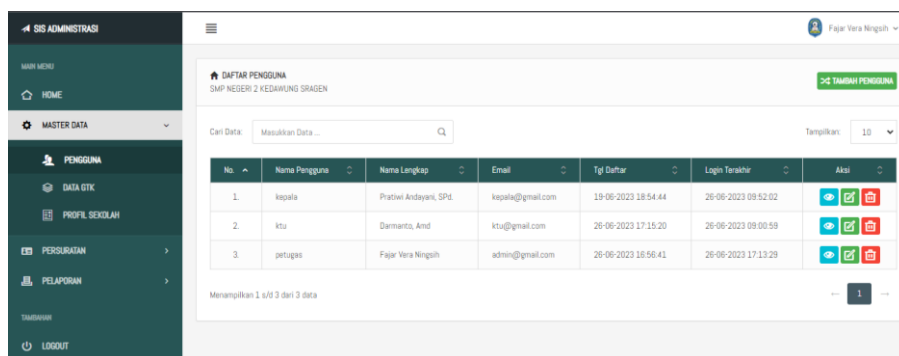 SIS ADMINISTRASI
Fajar Vera Ningsih
MAIN MENU
HOME
MASTER DATA
PENGGUNA
DATA GTK
PROFIL SEKOLAH
PERSURATAN
PELAPORAN
TAMBAHAN
LOGOUT
DAFTAR PENGGUNA
SMP NEGERI 2 KEDAWUNG SRAGEN
TAMBAH PENGGUNA
Cari Data: Masukkan Data ... Tampilkan: 10
No. Nama Pengguna Nama Lengkap Email Tgl Daftar Login Terakhir Aksi
1. kepala Pratiwi Andayani, SPd. kepala@gmail.com 19-06-2023 18:54:44 26-06-2023 09:52:02
2. ktu Darmanto, Amd ktu@gmail.com 26-06-2023 17:15:20 26-06-2023 09:00:59
3. petugas Fajar Vera Ningsih admin@gmail.com 26-06-2023 16:56:41 26-06-2023 17:13:29
Menampilkan 1 s/d 3 dari 3 data
← 1 →